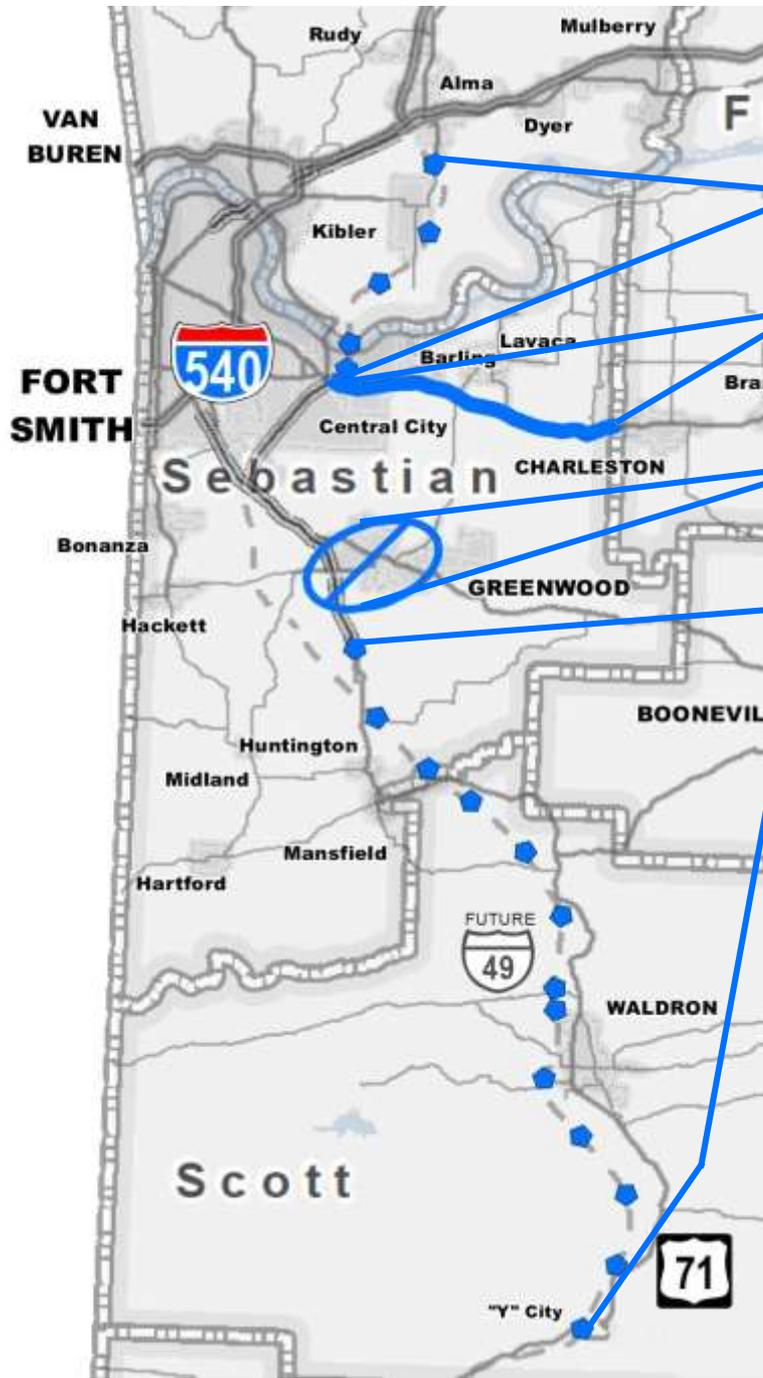 Mulberry
Rudy
Alma
VAN
BUREN
Dyer
F
Kibler
540
Lavaca
Barling
FORT
SMITH
Bra
Central City
Sebastian
CHARLESTON
Bonanza
GREENWOOD
Hackett
BOONEVIL
Huntington
Midland
Mansfield
Hartford
FUTURE
49
WALDRON
Scott
71
"Y" City